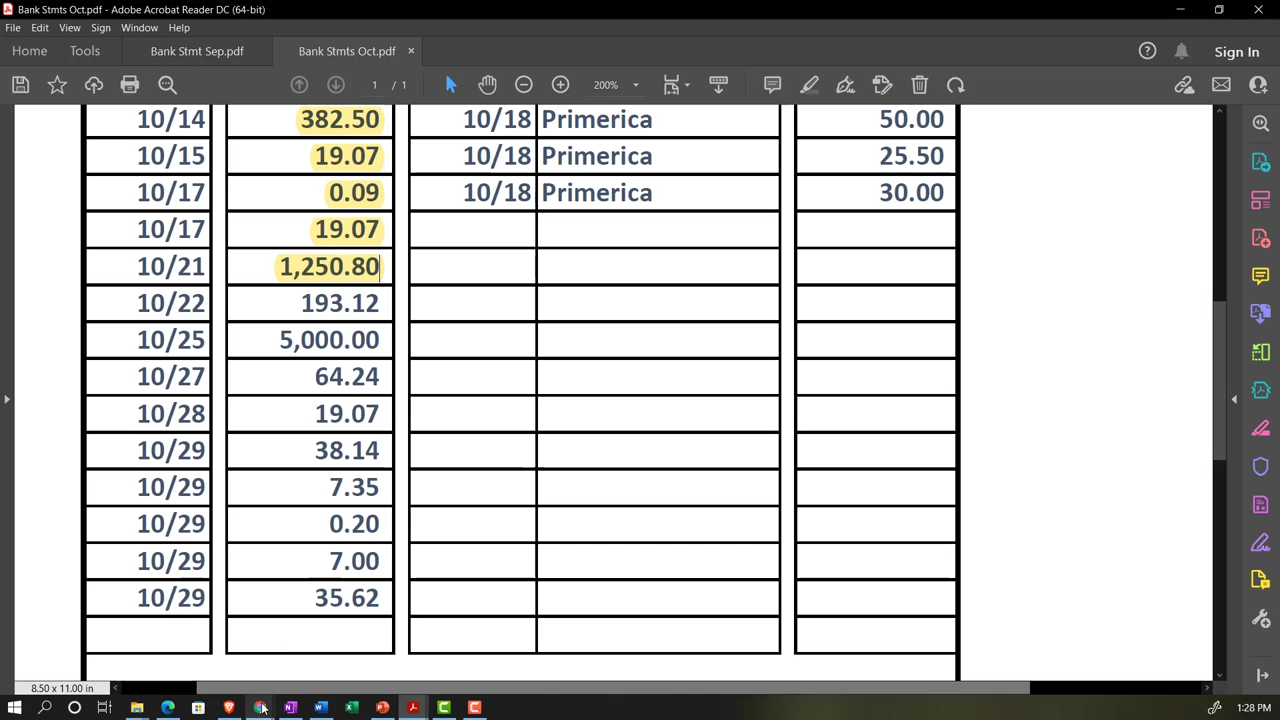 Bank Stmts Oct.pdf - Adobe Acrobat Reader DC (64-bit)
File Edit View Sign Window Help
Home Tools Bank Stmt Sep.pdf Bank Stmts Oct.pdf × Sign In
1 / 1 200%
10/14 382.50 10/18 Primerica 50.00
10/15 19.07 10/18 Primerica 25.50
10/17 0.09 10/18 Primerica 30.00
10/17 19.07
10/21 1,250.80
10/22 193.12
10/25 5,000.00
10/27 64.24
10/28 19.07
10/29 38.14
10/29 7.35
10/29 0.20
10/29 7.00
10/29 35.62
8.50 x 11.00 in
1:28 PM